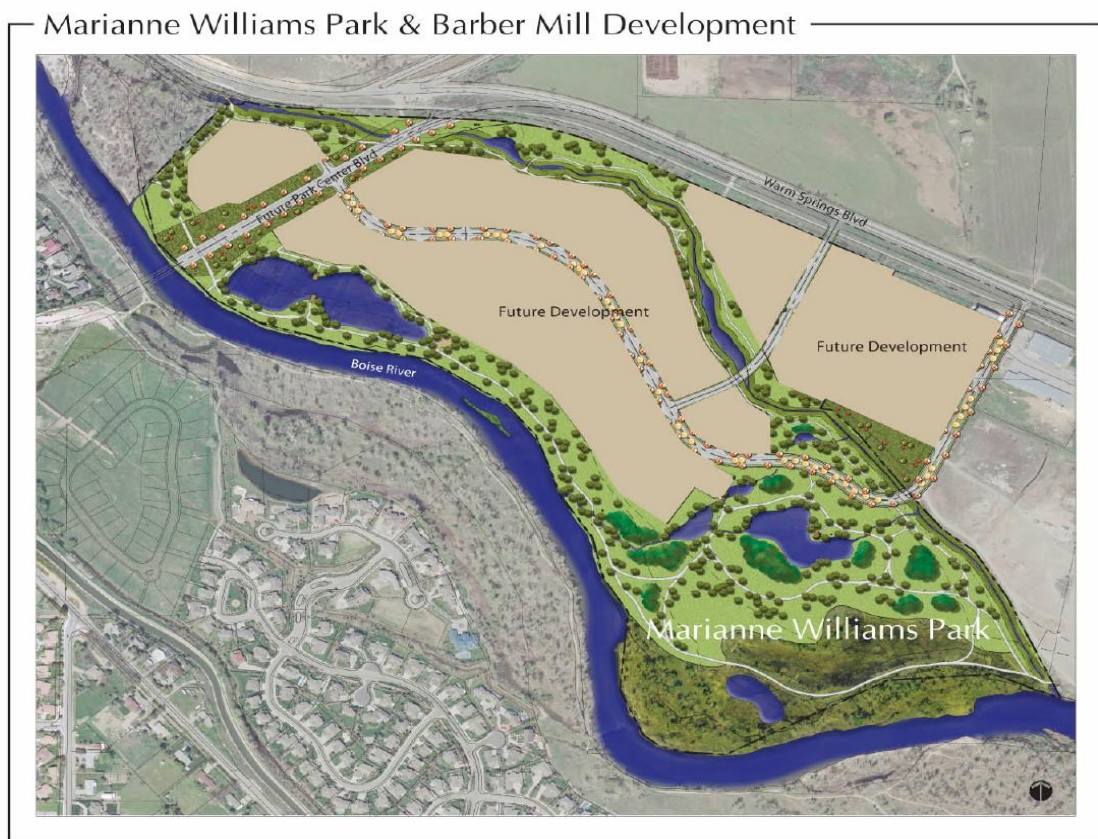 Marianne Williams Park & Barber Mill Development
Future Park Center Blvd
Warm Springs Blvd
Future Development
Future Development
Boise River
Marianne Williams Park